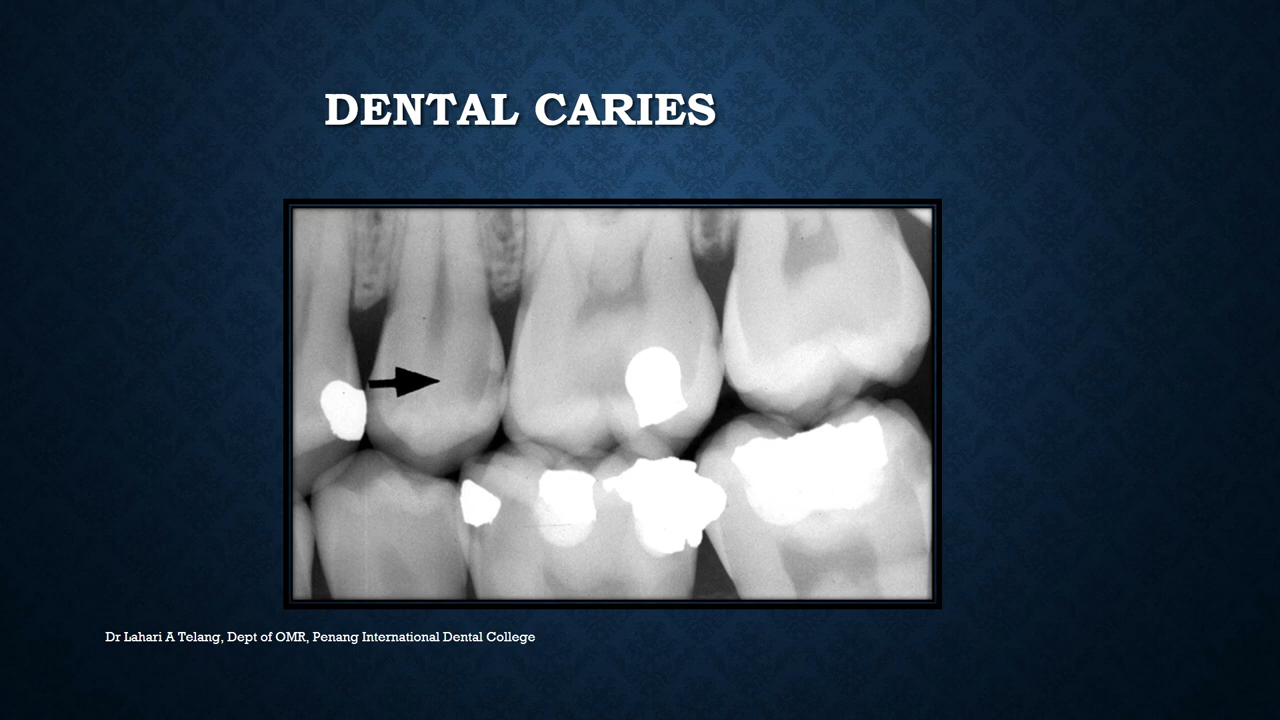 DENTAL CARIES
Dr Lahari A Telang, Dept of OMR, Penang International Dental College